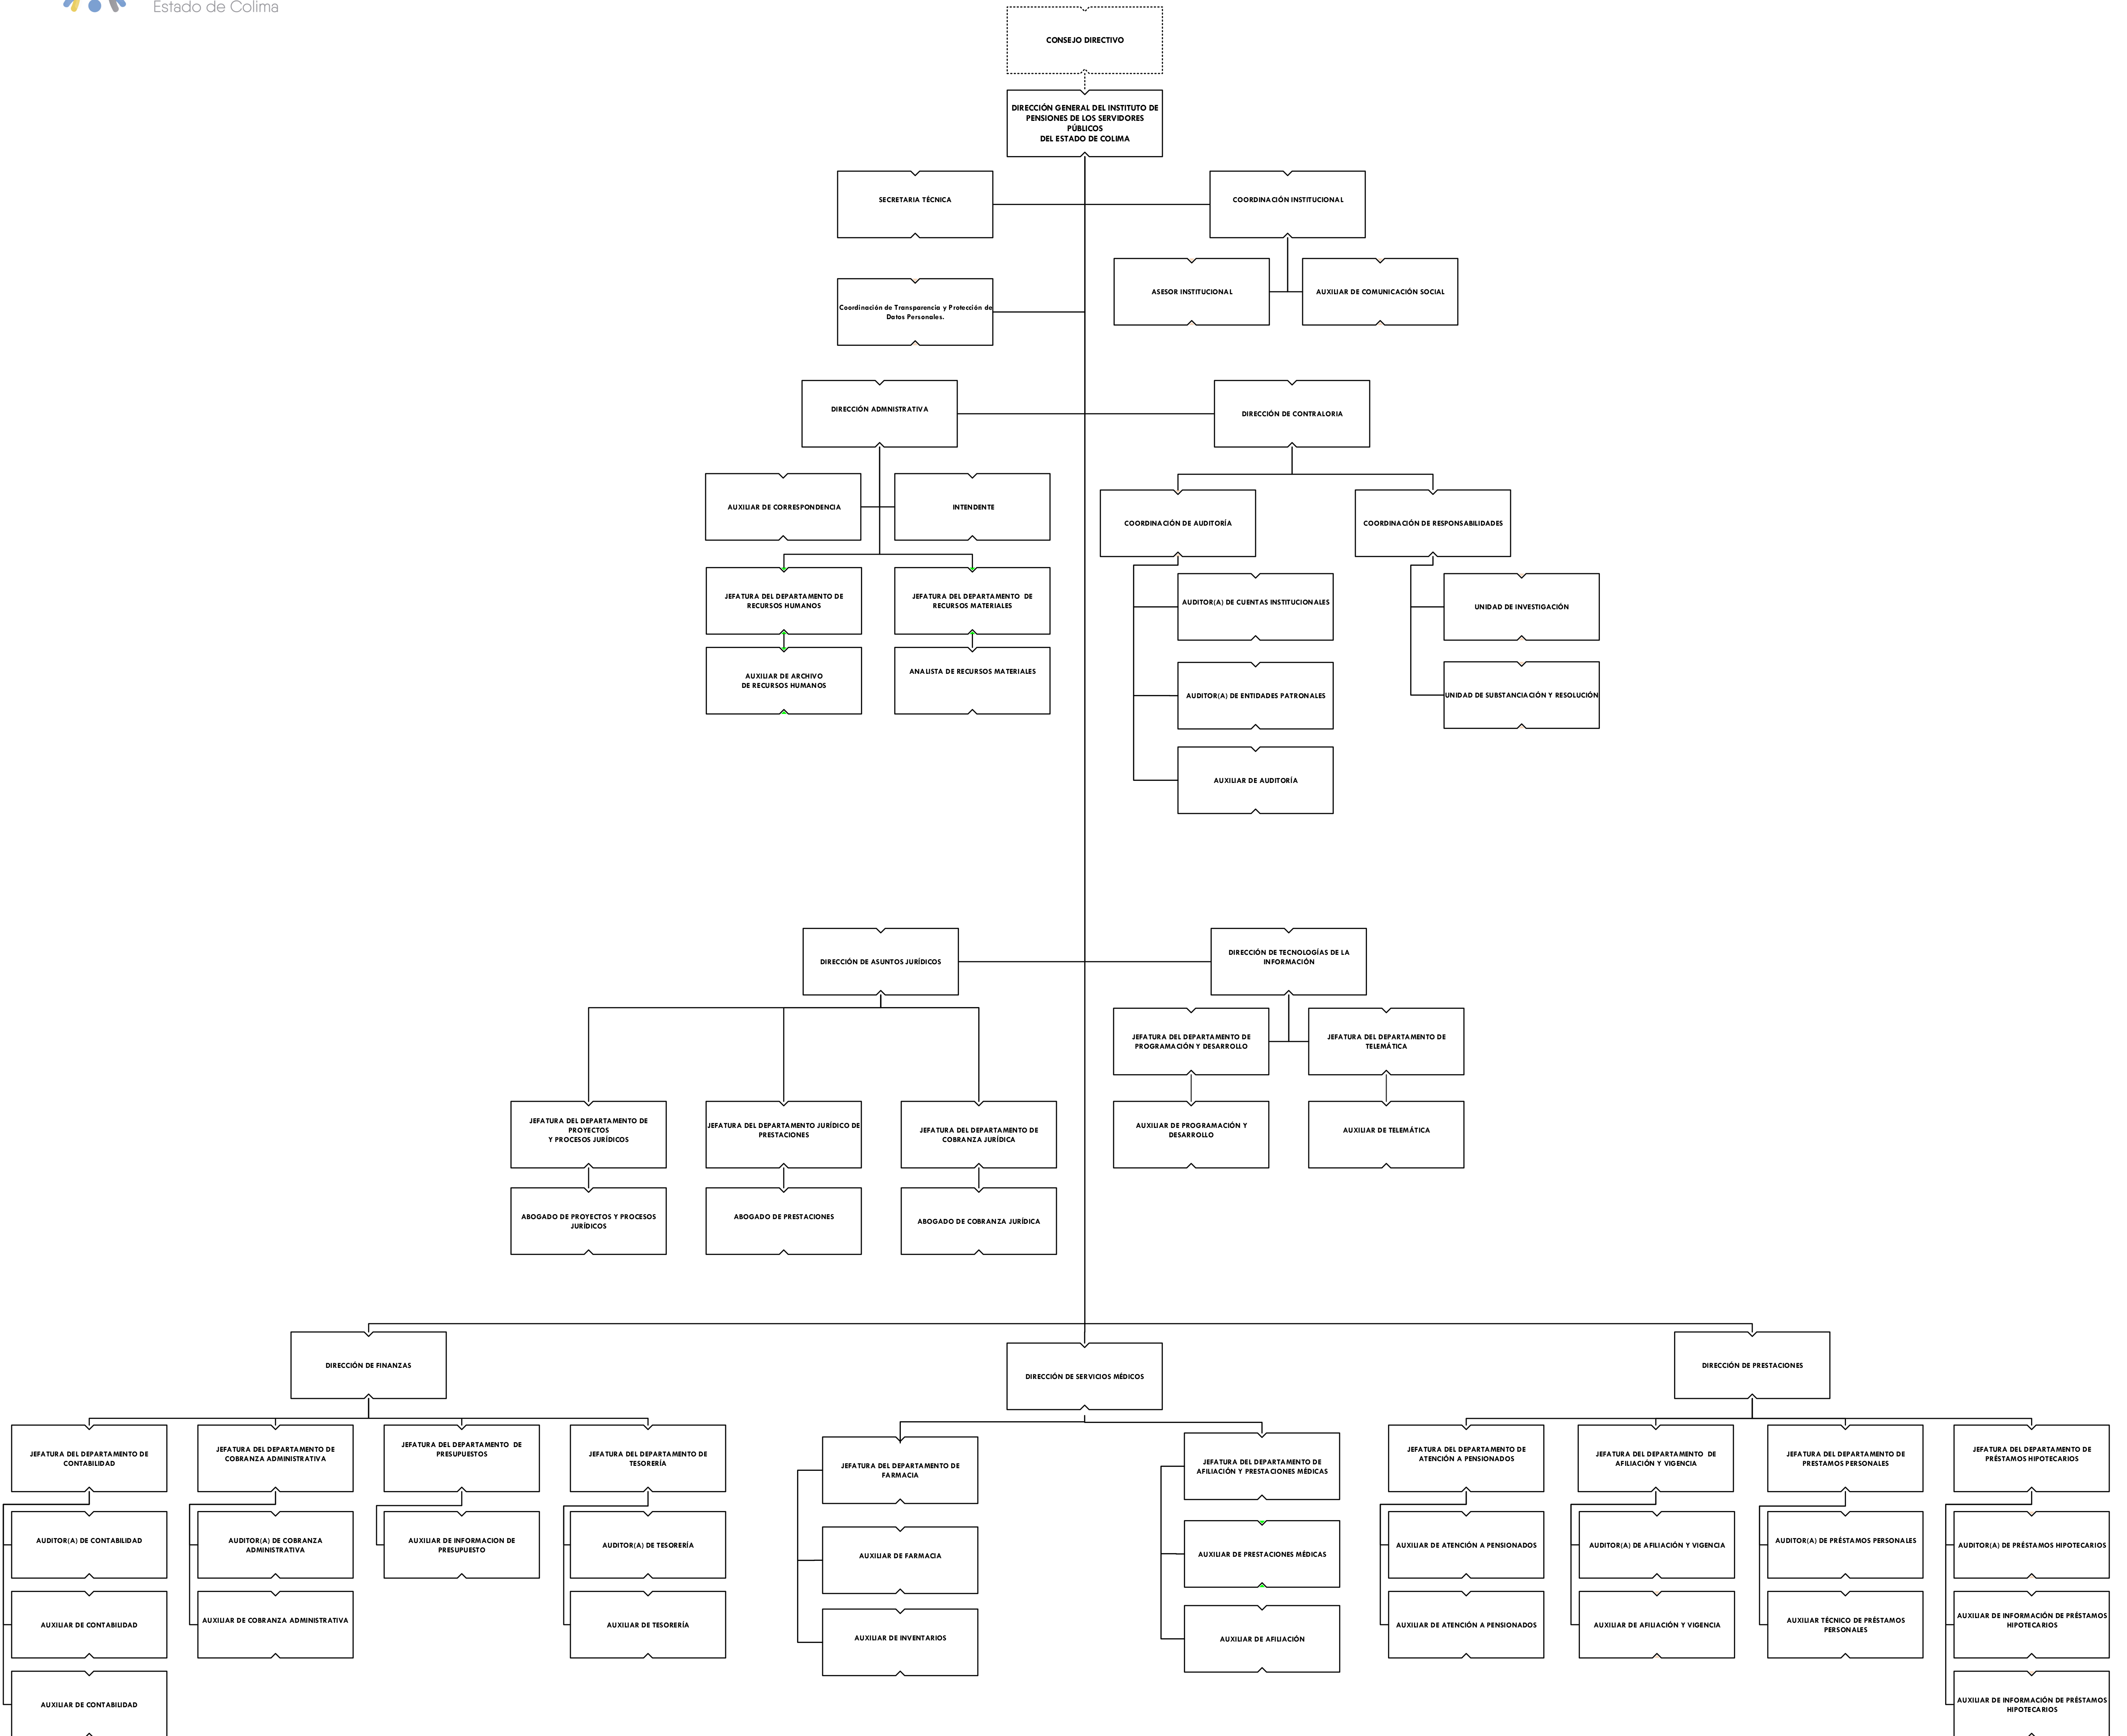 Estado de Colima
CONSEJO DIRECTIVO
DIRECCIÓN GENERAL DEL INSTITUTO DE
PENSIONES DE LOS SERVIDORES
PÚBLICOS
DEL ESTADO DE COLIMA
SECRETARIA TÉCNICA
COORDINACIÓN INSTITUCIONAL
ASESOR INSTITUCIONAL
AUXILIAR DE COMUNICACIÓN SOCIAL
Coordinación de Transparencia y Protección de
Datos Personales.
DIRECCIÓN ADMNISTRATIVA
DIRECCIÓN DE CONTRALORIA
AUXILIAR DE CORRESPONDENCIA
INTENDENTE
JEFATURA DEL DEPARTAMENTO DE
RECURSOS HUMANOS
JEFATURA DEL DEPARTAMENTO DE
RECURSOS MATERIALES
AUXILIAR DE ARCHIVO
DE RECURSOS HUMANOS
ANALISTA DE RECURSOS MATERIALES
COORDINACIÓN DE AUDITORÍA
COORDINACIÓN DE RESPONSABILIDADES
AUDITOR(A) DE CUENTAS INSTITUCIONALES
UNIDAD DE INVESTIGACIÓN
AUDITOR(A) DE ENTIDADES PATRONALES
UNIDAD DE SUBSTANCIACIÓN Y RESOLUCIÓN
AUXILIAR DE AUDITORÍA
DIRECCIÓN DE ASUNTOS JURÍDICOS
DIRECCIÓN DE TECNOLOGÍAS DE LA
INFORMACIÓN
JEFATURA DEL DEPARTAMENTO DE
PROGRAMACIÓN Y DESARROLLO
JEFATURA DEL DEPARTAMENTO DE
TELEMÁTICA
JEFATURA DEL DEPARTAMENTO DE
PROYECTOS
Y PROCESOS JURÍDICOS
JEFATURA DEL DEPARTAMENTO JURÍDICO DE
PRESTACIONES
JEFATURA DEL DEPARTAMENTO DE
COBRANZA JURÍDICA
AUXILIAR DE PROGRAMACIÓN Y
DESARROLLO
AUXILIAR DE TELEMÁTICA
ABOGADO DE PROYECTOS Y PROCESOS
JURÍDICOS
ABOGADO DE PRESTACIONES
ABOGADO DE COBRANZA JURÍDICA
DIRECCIÓN DE FINANZAS
DIRECCIÓN DE SERVICIOS MÉDICOS
DIRECCIÓN DE PRESTACIONES
JEFATURA DEL DEPARTAMENTO DE
CONTABILIDAD
JEFATURA DEL DEPARTAMENTO DE
COBRANZA ADMINISTRATIVA
JEFATURA DEL DEPARTAMENTO DE
PRESUPUESTOS
JEFATURA DEL DEPARTAMENTO DE
TESORERÍA
JEFATURA DEL DEPARTAMENTO DE
FARMACIA
JEFATURA DEL DEPARTAMENTO DE
AFILIACIÓN Y PRESTACIONES MÉDICAS
JEFATURA DEL DEPARTAMENTO DE
ATENCIÓN A PENSIONADOS
JEFATURA DEL DEPARTAMENTO DE
AFILIACIÓN Y VIGENCIA
JEFATURA DEL DEPARTAMENTO DE
PRESTAMOS PERSONALES
JEFATURA DEL DEPARTAMENTO DE
PRÉSTAMOS HIPOTECARIOS
AUDITOR(A) DE CONTABILIDAD
AUDITOR(A) DE COBRANZA
ADMINISTRATIVA
AUXILIAR DE INFORMACION DE
PRESUPUESTO
AUDITOR(A) DE TESORERÍA
AUXILIAR DE FARMACIA
AUXILIAR DE PRESTACIONES MÉDICAS
AUXILIAR DE ATENCIÓN A PENSIONADOS
AUDITOR(A) DE AFILIACIÓN Y VIGENCIA
AUDITOR(A) DE PRÉSTAMOS PERSONALES
AUDITOR(A) DE PRÉSTAMOS HIPOTECARIOS
AUXILIAR DE CONTABILIDAD
AUXILIAR DE COBRANZA ADMINISTRATIVA
AUXILIAR DE TESORERÍA
AUXILIAR DE INVENTARIOS
AUXILIAR DE AFILIACIÓN
AUXILIAR DE ATENCIÓN A PENSIONADOS
AUXILIAR DE AFILIACIÓN Y VIGENCIA
AUXILIAR TÉCNICO DE PRÉSTAMOS
PERSONALES
AUXILIAR DE INFORMACIÓN DE PRÉSTAMOS
HIPOTECARIOS
AUXILIAR DE CONTABILIDAD
AUXILIAR DE INFORMACIÓN DE PRÉSTAMOS
HIPOTECARIOS